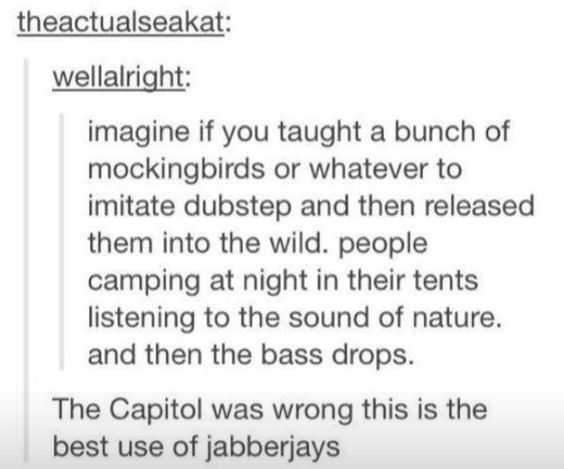 theactualseakat:
wellalright:
imagine if you taught a bunch of
mockingbirds or whatever to
imitate dubstep and then released
them into the wild. people
camping at night in their tents
listening to the sound of nature.
and then the bass drops.
The Capitol was wrong this is the
best use of jabberjays